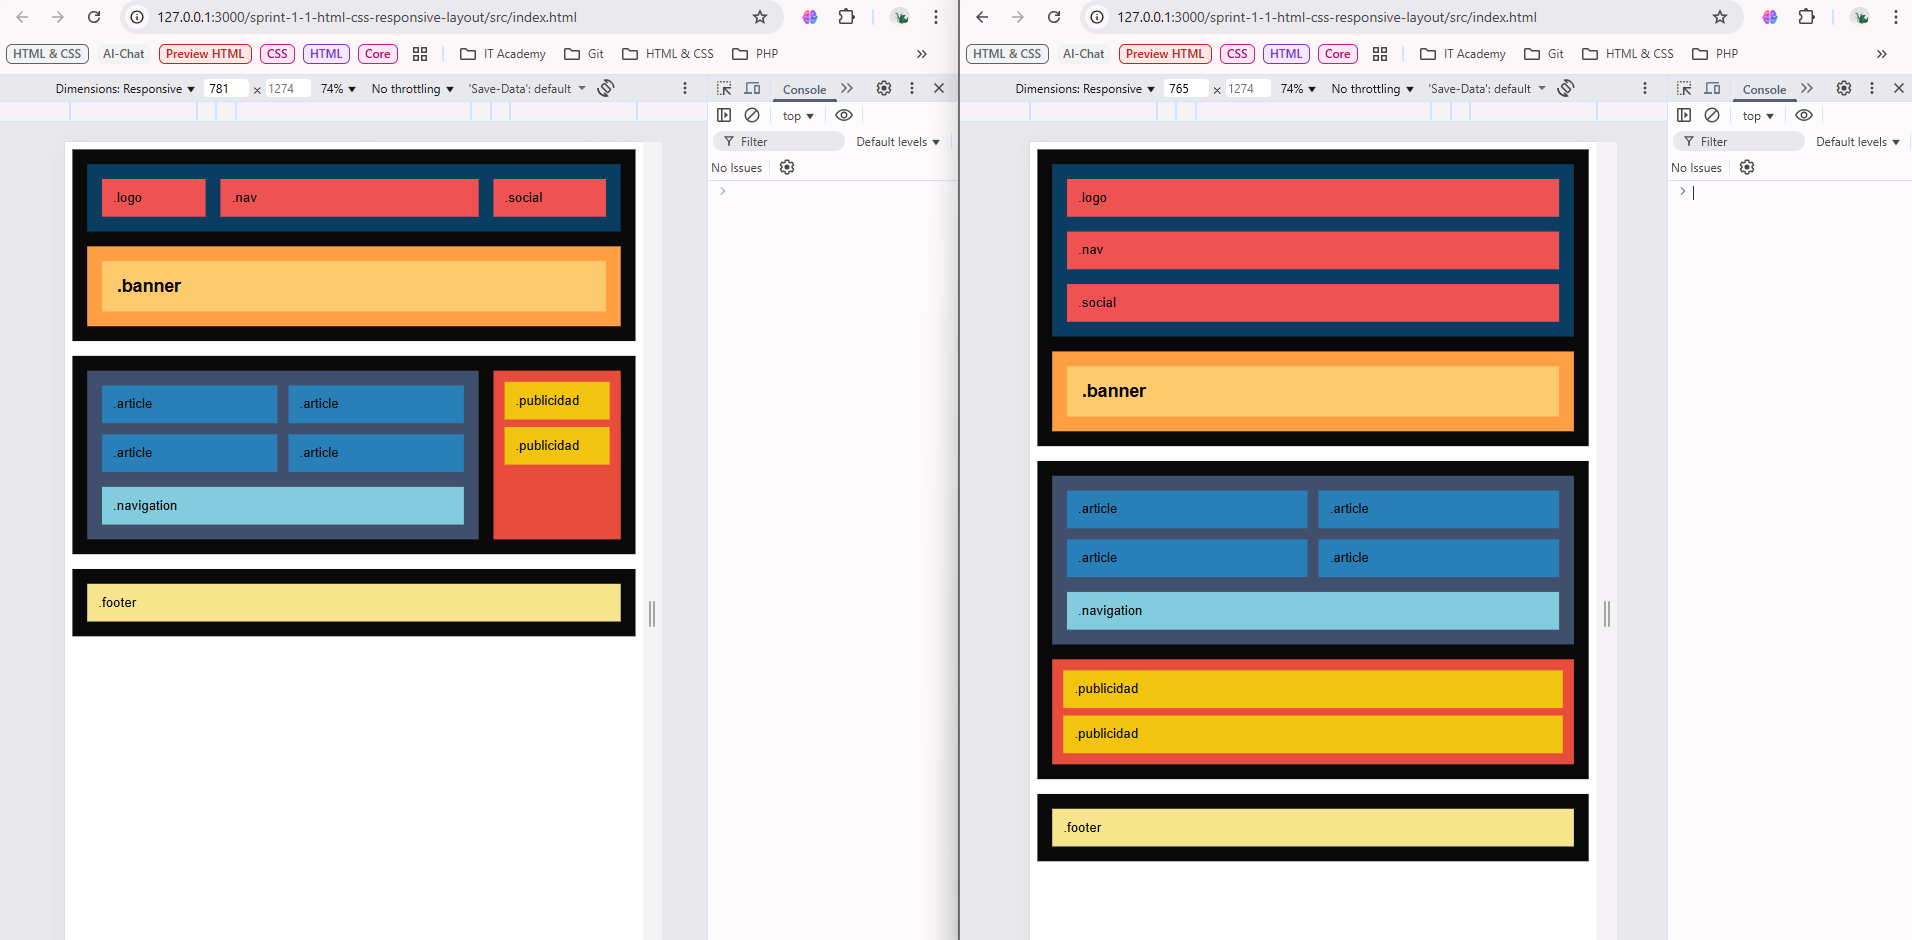 127.0.0.1:3000/sprint-1-1-html-css-responsive-layout/src/index.html
HTML & CSS AI-Chat Preview HTML CSS HTML Core IT Academy Git HTML & CSS PHP »
Dimensions: Responsive ▼ 781 × 1274 74% ▼ No throttling ▼ 'Save-Data': default ▼
Console »
top ▼
Filter Default levels ▼
No Issues
.logo .nav .social
.banner
.article .article .publicidad
.article .article .publicidad
.navigation
.footer
127.0.0.1:3000/sprint-1-1-html-css-responsive-layout/src/index.html
HTML & CSS AI-Chat Preview HTML CSS HTML Core IT Academy Git HTML & CSS PHP »
Dimensions: Responsive ▼ 765 × 1274 74% ▼ No throttling ▼ 'Save-Data': default ▼
Console »
top ▼
Filter Default levels ▼
No Issues
.logo
.nav
.social
.banner
.article .article
.article .article
.navigation
.publicidad
.publicidad
.footer